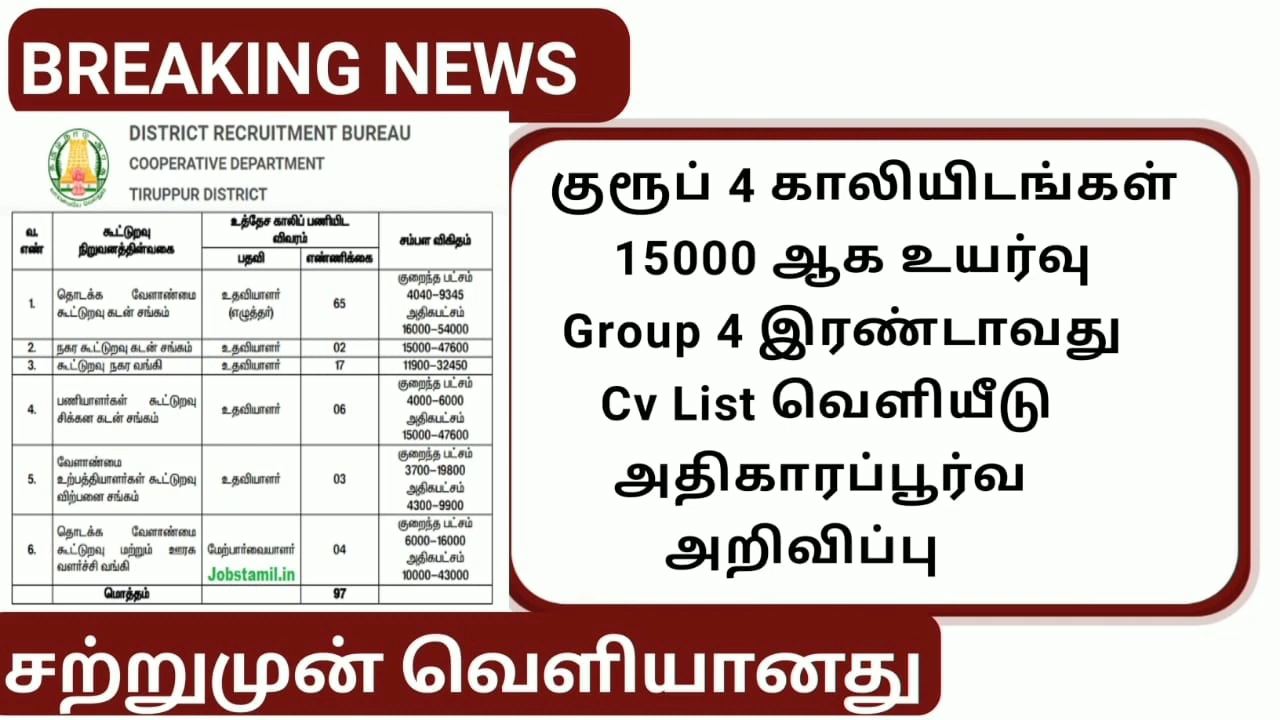 BREAKING NEWS
DISTRICT RECRUITMENT BUREAU
COOPERATIVE DEPARTMENT
TIRUPPUR DISTRICT
வ. எண் கூட்டுறவு நிறுவனத்தின்வகை உத்தேச காலிப் பணியிட விவரம் சம்பள விகிதம்
பதவி எண்ணிக்கை
1. தொடக்க வேளாண்மை கூட்டுறவு கடன் சங்கம் உதவியாளர் (எழுத்தர்) 65 குறைந்த பட்சம் 4040–9345 அதிகபட்சம் 16000–54000
2. நகர கூட்டுறவு கடன் சங்கம் உதவியாளர் 02 15000–47600
3. கூட்டுறவு நகர வங்கி உதவியாளர் 17 11900–32450
4. பணியாளர்கள் கூட்டுறவு சிக்கன கடன் சங்கம் உதவியாளர் 06 குறைந்த பட்சம் 4000–6000 அதிகபட்சம் 15000–47600
5. வேளாண்மை உற்பத்தியாளர்கள் கூட்டுறவு விற்பனை சங்கம் உதவியாளர் 03 குறைந்த பட்சம் 3700–19800 அதிகபட்சம் 4300–9900
6. தொடக்க வேளாண்மை கூட்டுறவு மற்றும் ஊரக வளர்ச்சி வங்கி மேற்பார்வையாளர் 04 குறைந்த பட்சம் 6000–16000 அதிகபட்சம் 10000–43000
Jobstamil.in
மொத்தம் 97
குரூப் 4 காலியிடங்கள்
15000 ஆக உயர்வு
Group 4 இரண்டாவது
Cv List வெளியீடு
அதிகாரப்பூர்வ
அறிவிப்பு
சற்றுமுன் வெளியானது